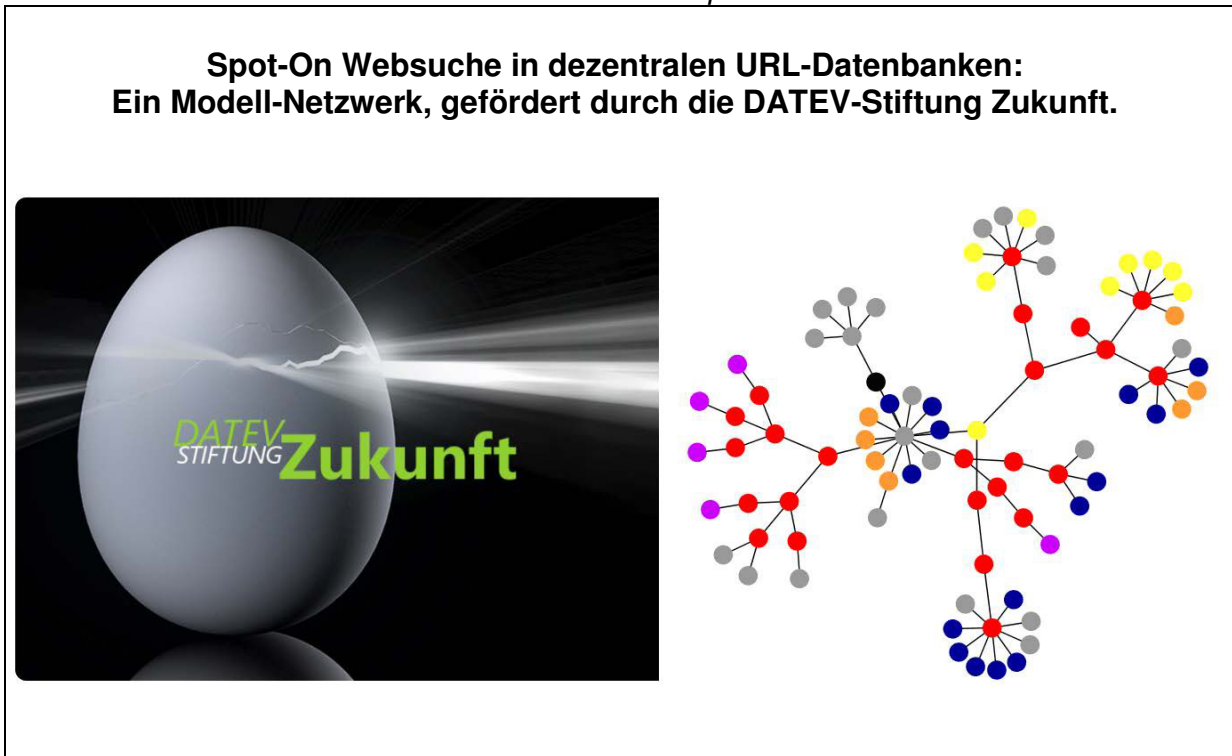 Spot-On Websuche in dezentralen URL-Datenbanken:
Ein Modell-Netzwerk, gefördert durch die DATEV-Stiftung Zukunft.
DATEV
STIFTUNG Zukunft